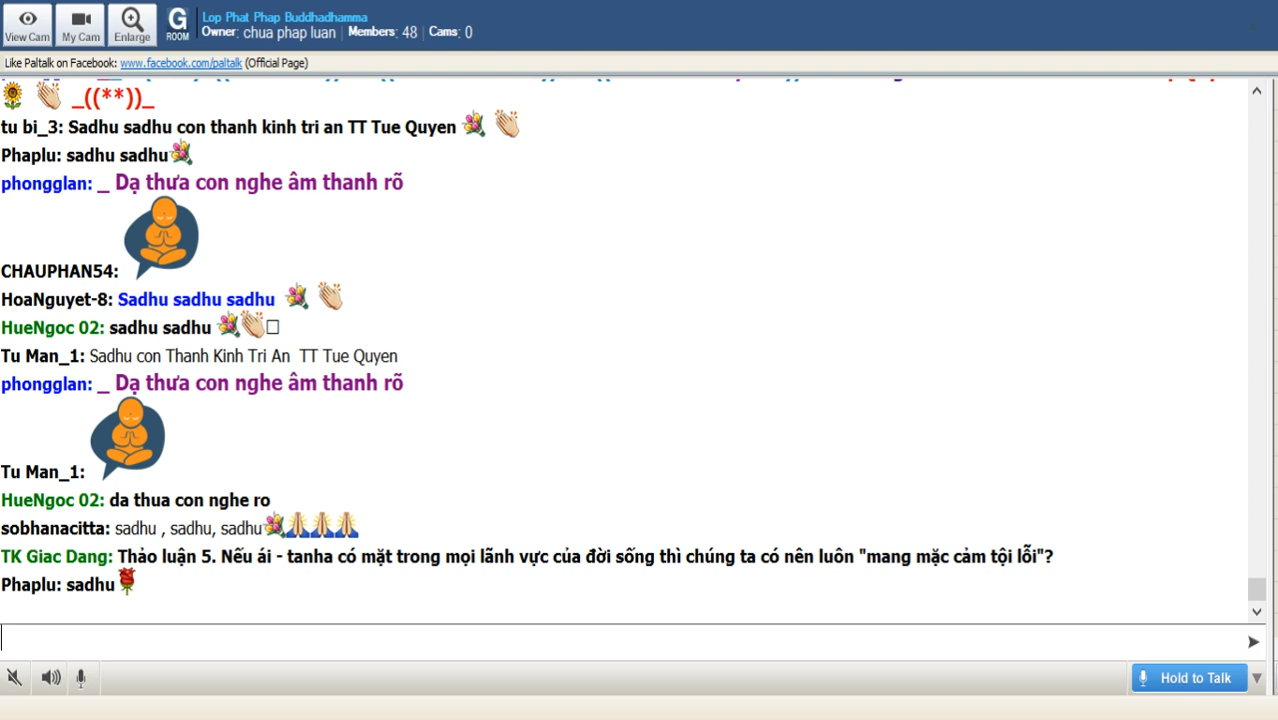 View Cam
My Cam
Enlarge
G
ROOM
Lop Phat Phap Buddhadhamma
Owner: chua phap luan | Members: 48 | Cams: 0
Like Paltalk on Facebook: www.facebook.com/paltalk (Official Page)
_((**))_
tu bi_3: Sadhu sadhu con thanh kinh tri an TT Tue Quyen
Phaplu: sadhu sadhu
phongglan: _ Dạ thưa con nghe âm thanh rõ
CHAUPHAN54:
HoaNguyet-8: Sadhu sadhu sadhu
HueNgoc 02: sadhu sadhu
Tu Man_1: Sadhu con Thanh Kinh Tri An TT Tue Quyen
phongglan: _ Dạ thưa con nghe âm thanh rõ
Tu Man_1:
HueNgoc 02: da thua con nghe ro
sobhanacitta: sadhu , sadhu, sadhu
TK Giac Dang: Thảo luận 5. Nếu ái - tanha có mặt trong mọi lãnh vực của đời sống thì chúng ta có nên luôn "mang mặc cảm tội lỗi"?
Phaplu: sadhu
Hold to Talk